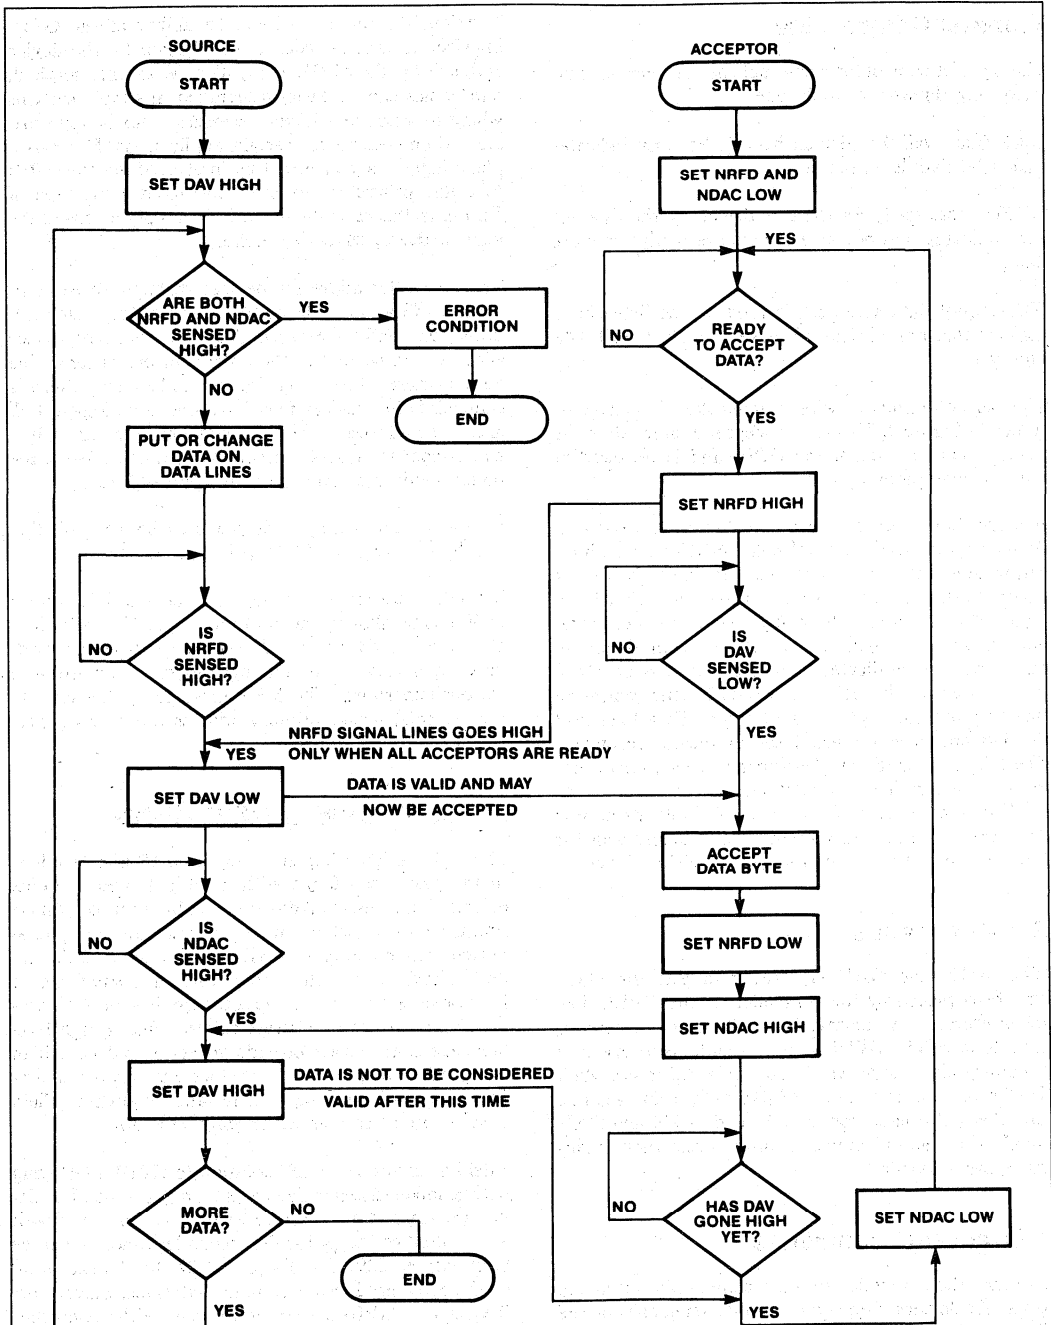 SOURCE
START
SET DAV HIGH
ARE BOTH
NRFD AND NDAC
SENSED
HIGH?
YES
ERROR
CONDITION
END
NO
PUT OR CHANGE
DATA ON
DATA LINES
NO
IS
NRFD
SENSED
HIGH?
YES
NRFD SIGNAL LINES GOES HIGH
ONLY WHEN ALL ACCEPTORS ARE READY
SET DAV LOW
DATA IS VALID AND MAY
NOW BE ACCEPTED
NO
IS
NDAC
SENSED
HIGH?
YES
SET DAV HIGH
DATA IS NOT TO BE CONSIDERED
VALID AFTER THIS TIME
MORE
DATA?
NO
END
YES
ACCEPTOR
START
SET NRFD AND
NDAC LOW
YES
NO
READY
TO ACCEPT
DATA?
YES
SET NRFD HIGH
NO
IS
DAV
SENSED
LOW?
YES
ACCEPT
DATA BYTE
SET NRFD LOW
SET NDAC HIGH
NO
HAS DAV
GONE HIGH
YET?
YES
SET NDAC LOW